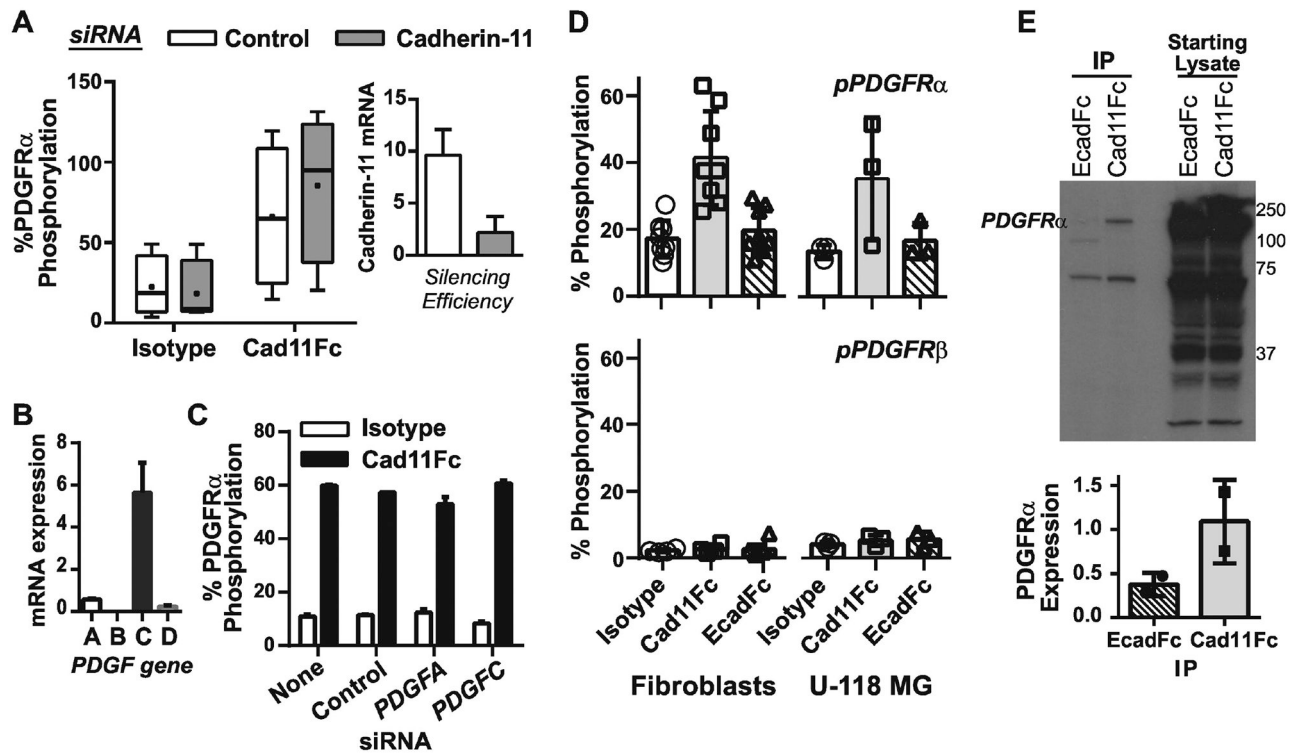 A
siRNA Control Cadherin-11
%PDGFRα
Phosphorylation
150
100
50
0
Isotype Cad11Fc
Cadherin-11 mRNA
15
10
5
0
Silencing
Efficiency
B
mRNA expression
8
6
4
2
0
A B C D
PDGF gene
C
Isotype
Cad11Fc
% PDGFRα
Phosphorylation
80
60
40
20
0
None Control PDGFA PDGFC
siRNA
D
pPDGFRα
% Phosphorylation
60
40
20
0
pPDGFRβ
% Phosphorylation
60
40
20
0
Isotype Cad11Fc EcadFc Isotype Cad11Fc EcadFc
Fibroblasts U-118 MG
E
IP Starting
Lysate
EcadFc Cad11Fc EcadFc Cad11Fc
PDGFRα
250
100
75
37
PDGFRα
Expression
1.5
1.0
0.5
0.0
EcadFc Cad11Fc
IP